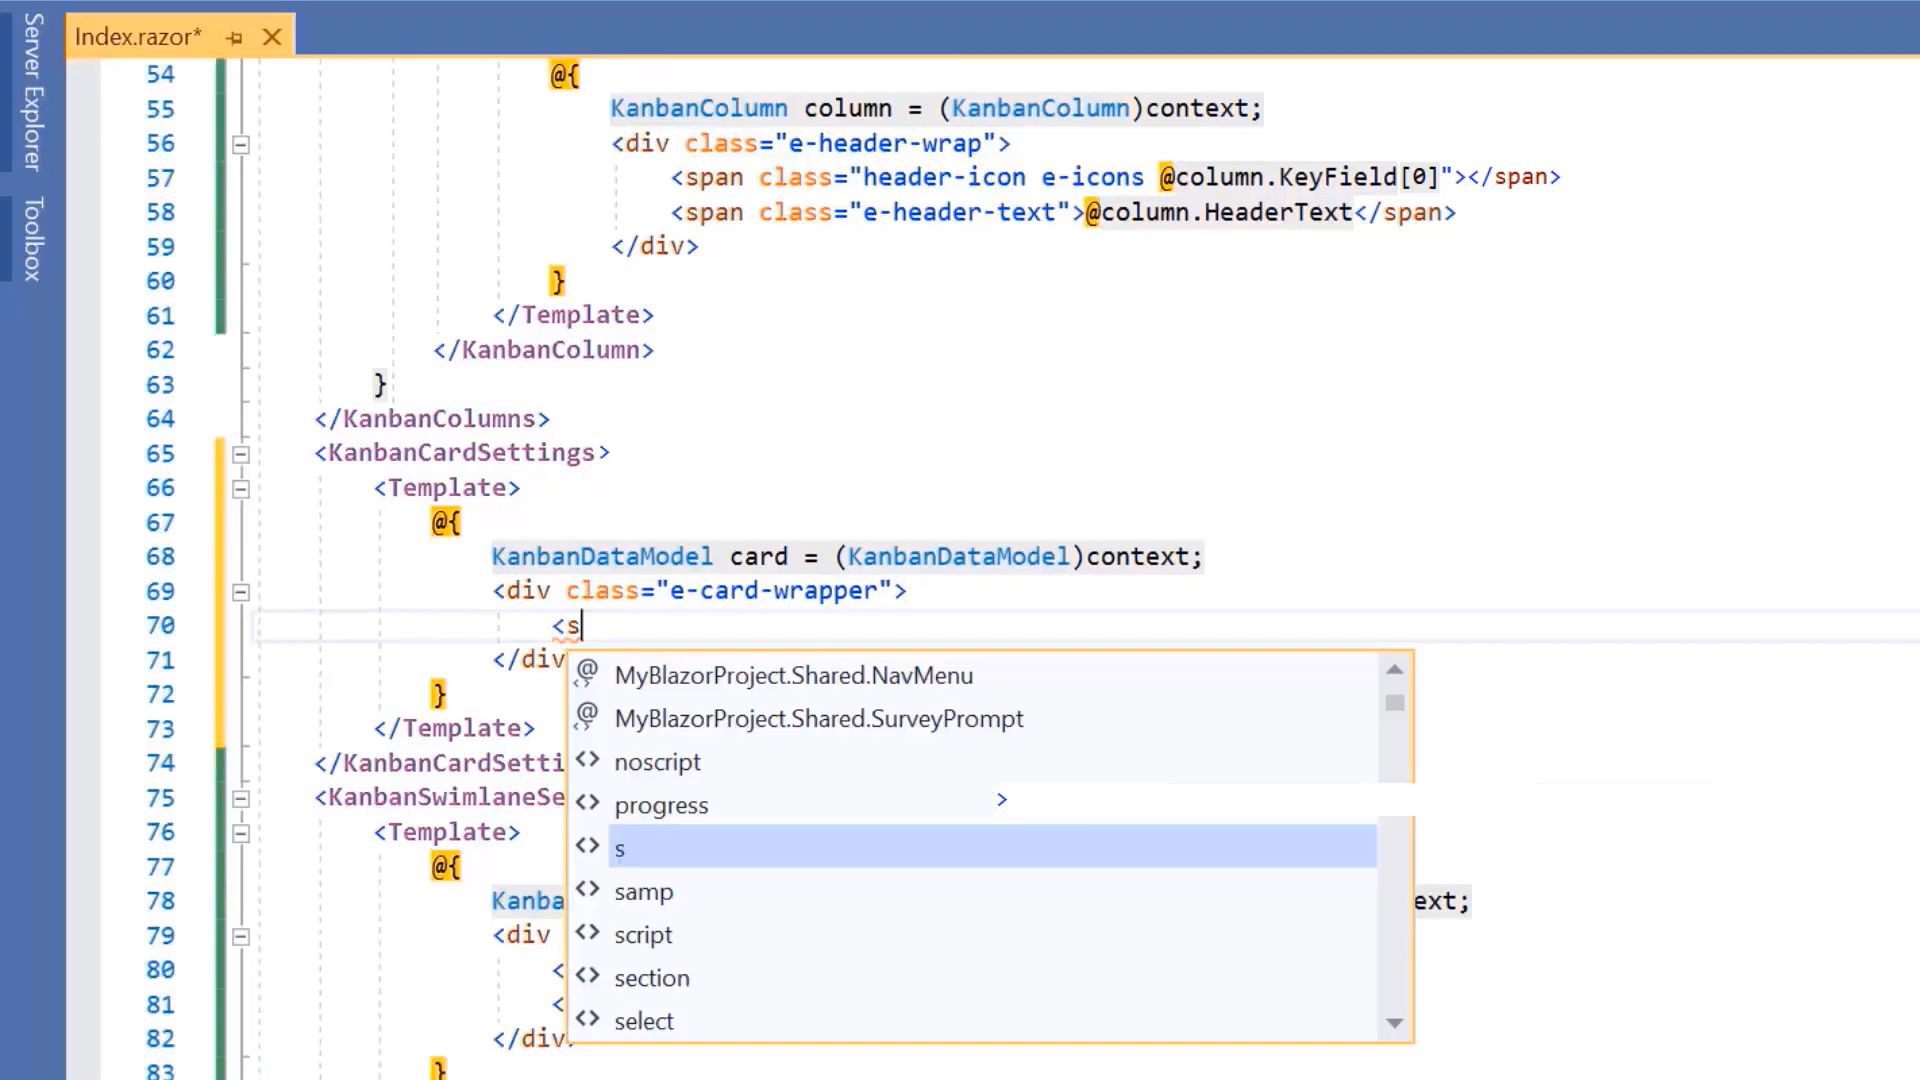 Server Explorer
Toolbox
Index.razor*
54 @{
55 KanbanColumn column = (KanbanColumn)context;
56 <div class="e-header-wrap">
57 <span class="header-icon e-icons @column.KeyField[0]"></span>
58 <span class="e-header-text">@column.HeaderText</span>
59 </div>
60 }
61 </Template>
62 </KanbanColumn>
63 }
64 </KanbanColumns>
65 <KanbanCardSettings>
66 <Template>
67 @{
68 KanbanDataModel card = (KanbanDataModel)context;
69 <div class="e-card-wrapper">
70 <s
71 </div
72 }
73 </Template>
74 </KanbanCardSetti
75 <KanbanSwimlaneSe >
76 <Template>
77 @{
78 Kanba ext;
79 <div
80 <
81 <
82 </div>
83 }
MyBlazorProject.Shared.NavMenu
MyBlazorProject.Shared.SurveyPrompt
noscript
progress
s
samp
script
section
select